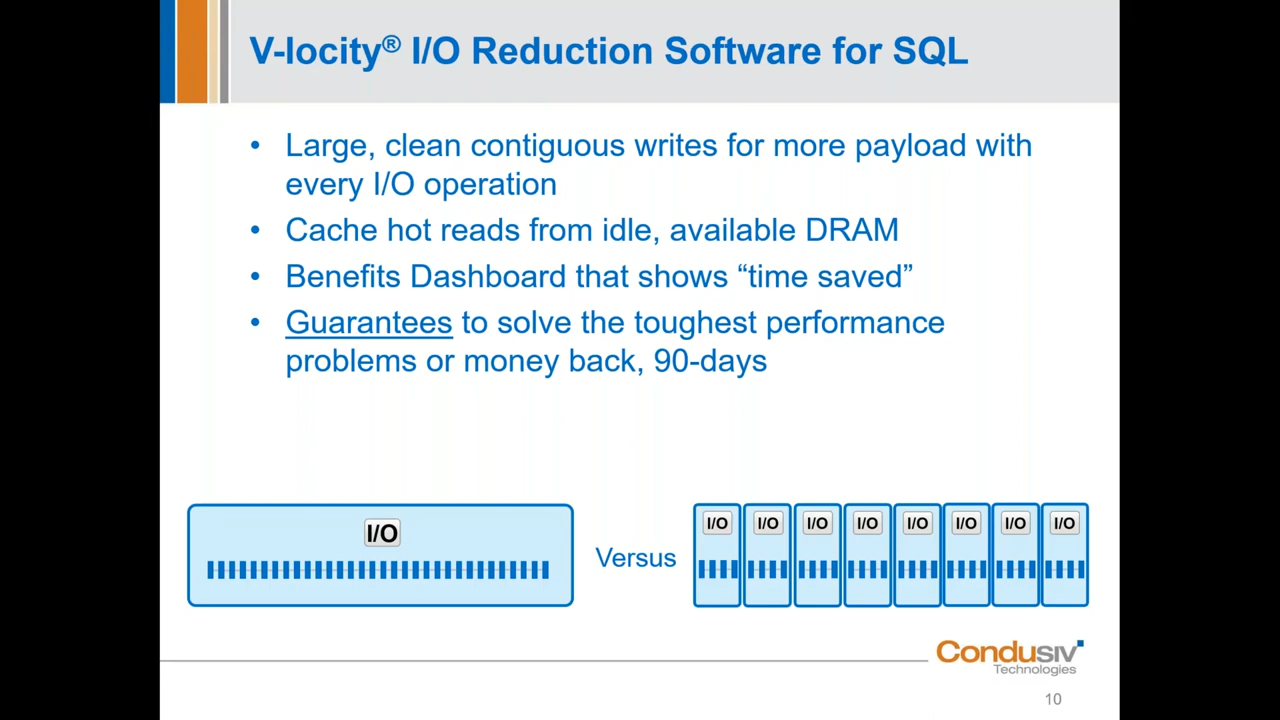 V-locity® I/O Reduction Software for SQL
• Large, clean contiguous writes for more payload with
every I/O operation
• Cache hot reads from idle, available DRAM
• Benefits Dashboard that shows “time saved”
• Guarantees to solve the toughest performance
problems or money back, 90-days
I/O
Versus
I/O I/O I/O I/O I/O I/O I/O I/O
Condusiv
Technologies
10